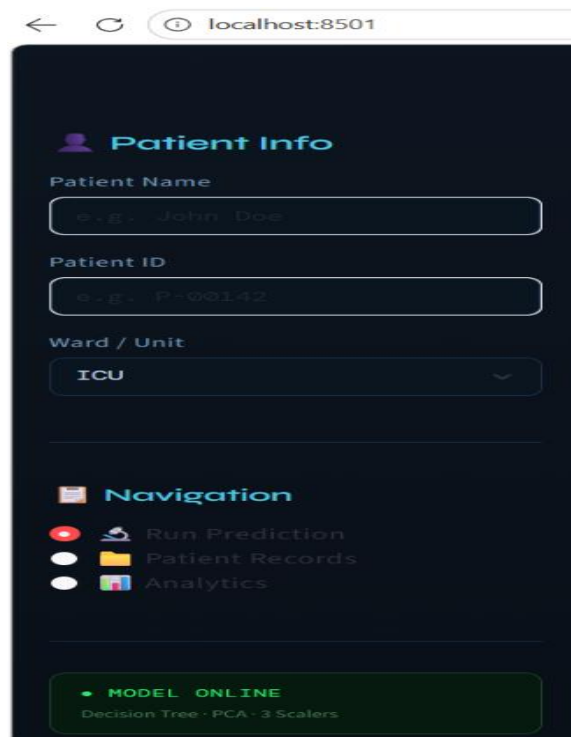 localhost:8501
Patient Info
Patient Name
e.g. John Doe
Patient ID
e.g. P-00142
Ward / Unit
ICU
Navigation
Run Prediction
Patient Records
Analytics
• MODEL ONLINE
Decision Tree · PCA · 3 Scalers